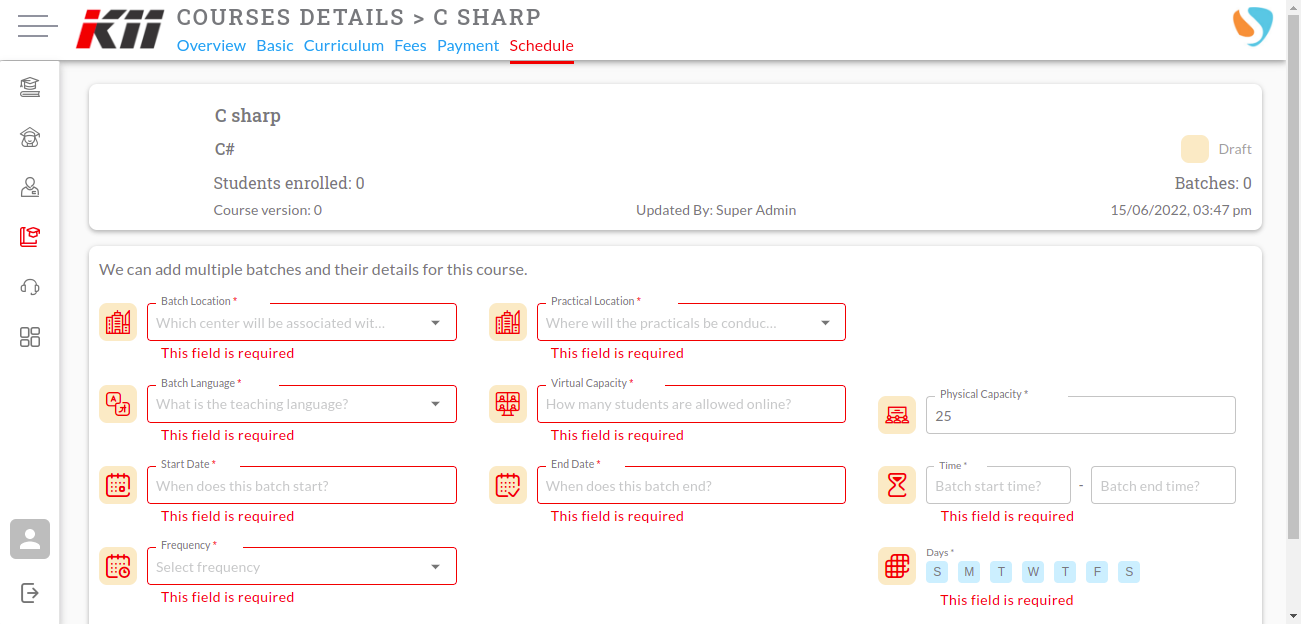 KII
COURSES DETAILS > C SHARP
Overview Basic Curriculum Fees Payment Schedule
C sharp
C#
Draft
Students enrolled: 0
Batches: 0
Course version: 0
Updated By: Super Admin
15/06/2022, 03:47 pm
We can add multiple batches and their details for this course.
Batch Location *
Which center will be associated wit...
This field is required
Practical Location *
Where will the practicals be conduc...
This field is required
Batch Language *
What is the teaching language?
This field is required
Virtual Capacity *
How many students are allowed online?
This field is required
Physical Capacity *
25
Start Date *
When does this batch start?
This field is required
End Date *
When does this batch end?
This field is required
Time *
Batch start time? - Batch end time?
This field is required
Frequency *
Select frequency
This field is required
Days *
S M T W T F S
This field is required